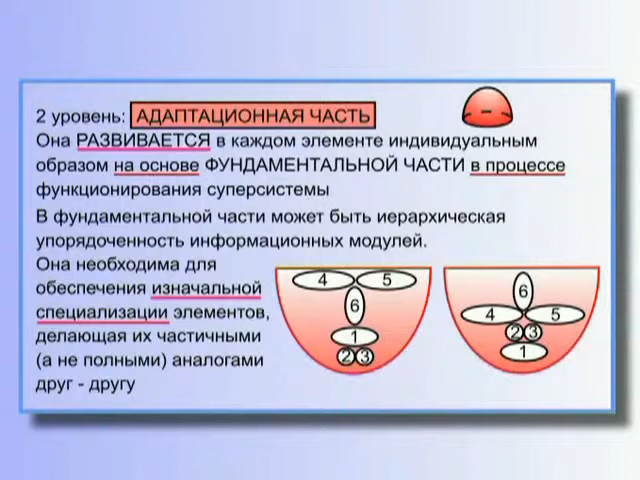 2 уровень: АДАПТАЦИОННАЯ ЧАСТЬ
Она РАЗВИВАЕТСЯ в каждом элементе индивидуальным
образом на основе ФУНДАМЕНТАЛЬНОЙ ЧАСТИ в процессе
функционирования суперсистемы
В фундаментальной части может быть иерархическая
упорядоченность информационных модулей.
Она необходима для
обеспечения изначальной
специализации элементов,
делающая их частичными
(а не полными) аналогами
друг - другу
4 5
6
1
2 3
6
4 5
2 3
1